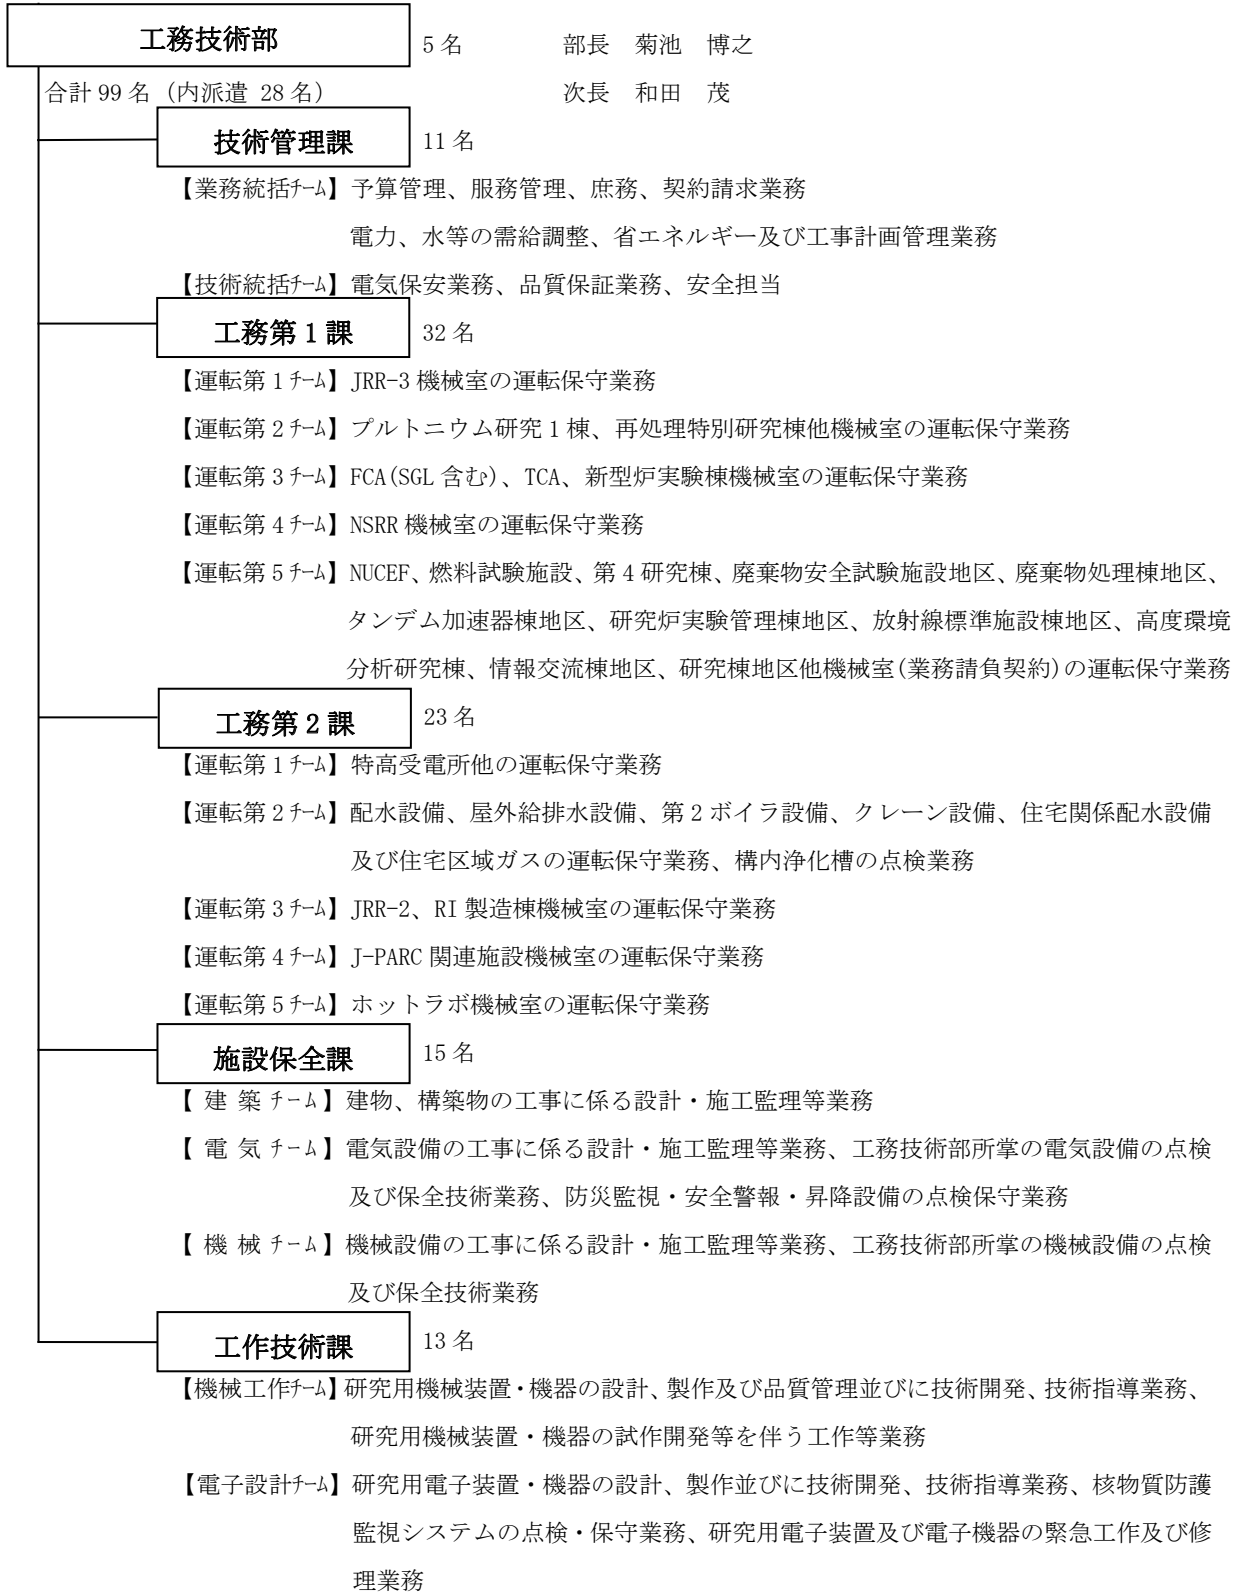 工務技術部 5名 部長 菊池 博之
合計99名 (内派遣 28名) 次長 和田 茂
技術管理課 11名
【業務統括ﾁｰﾑ】予算管理、服務管理、庶務、契約請求業務
電力、水等の需給調整、省エネルギー及び工事計画管理業務
【技術統括ﾁｰﾑ】電気保安業務、品質保証業務、安全担当
工務第1課 32名
【運転第1ﾁｰﾑ】JRR-3機械室の運転保守業務
【運転第2ﾁｰﾑ】プルトニウム研究1棟、再処理特別研究棟他機械室の運転保守業務
【運転第3ﾁｰﾑ】FCA(SGL含む)、TCA、新型炉実験棟機械室の運転保守業務
【運転第4ﾁｰﾑ】NSRR機械室の運転保守業務
【運転第5ﾁｰﾑ】NUCEF、燃料試験施設、第4研究棟、廃棄物安全試験施設地区、廃棄物処理棟地区、
タンデム加速器棟地区、研究炉実験管理棟地区、放射線標準施設棟地区、高度環境
分析研究棟、情報交流棟地区、研究棟地区他機械室(業務請負契約)の運転保守業務
工務第2課 23名
【運転第1ﾁｰﾑ】特高受電所他の運転保守業務
【運転第2ﾁｰﾑ】配水設備、屋外給排水設備、第2ボイラ設備、クレーン設備、住宅関係配水設備
及び住宅区域ガスの運転保守業務、構内浄化槽の点検業務
【運転第3ﾁｰﾑ】JRR-2、RI製造棟機械室の運転保守業務
【運転第4ﾁｰﾑ】J-PARC関連施設機械室の運転保守業務
【運転第5ﾁｰﾑ】ホットラボ機械室の運転保守業務
施設保全課 15名
【 建 築 ﾁｰﾑ】建物、構築物の工事に係る設計・施工監理等業務
【 電 気 ﾁｰﾑ】電気設備の工事に係る設計・施工監理等業務、工務技術部所掌の電気設備の点検
及び保全技術業務、防災監視・安全警報・昇降設備の点検保守業務
【 機 械 ﾁｰﾑ】機械設備の工事に係る設計・施工監理等業務、工務技術部所掌の機械設備の点検
及び保全技術業務
工作技術課 13名
【機械工作ﾁｰﾑ】研究用機械装置・機器の設計、製作及び品質管理並びに技術開発、技術指導業務、
研究用機械装置・機器の試作開発等を伴う工作等業務
【電子設計ﾁｰﾑ】研究用電子装置・機器の設計、製作並びに技術開発、技術指導業務、核物質防護
監視システムの点検・保守業務、研究用電子装置及び電子機器の緊急工作及び修
理業務